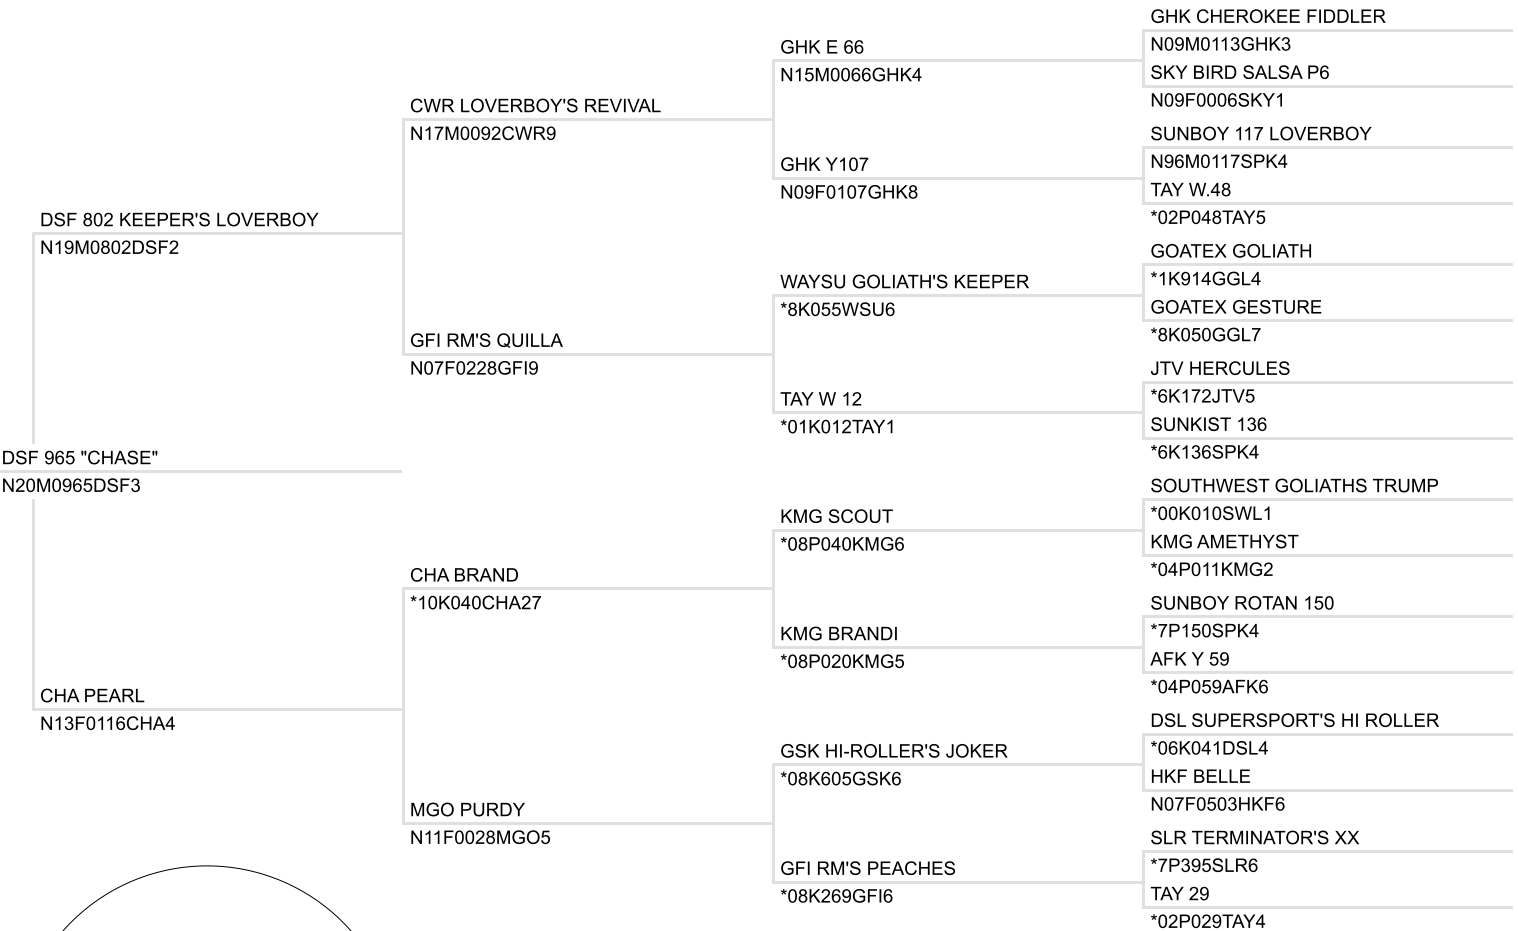 DSF 965 "CHASE"
N20M0965DSF3
DSF 802 KEEPER'S LOVERBOY
N19M0802DSF2
CHA PEARL
N13F0116CHA4
CWR LOVERBOY'S REVIVAL
N17M0092CWR9
GFI RM'S QUILLA
N07F0228GFI9
CHA BRAND
*10K040CHA27
MGO PURDY
N11F0028MGO5
GHK E 66
N15M0066GHK4
GHK Y107
N09F0107GHK8
WAYSU GOLIATH'S KEEPER
*8K055WSU6
TAY W 12
*01K012TAY1
KMG SCOUT
*08P040KMG6
KMG BRANDI
*08P020KMG5
GSK HI-ROLLER'S JOKER
*08K605GSK6
GFI RM'S PEACHES
*08K269GFI6
GHK CHEROKEE FIDDLER
N09M0113GHK3
SKY BIRD SALSA P6
N09F0006SKY1
SUNBOY 117 LOVERBOY
N96M0117SPK4
TAY W.48
*02P048TAY5
GOATEX GOLIATH
*1K914GGL4
GOATEX GESTURE
*8K050GGL7
JTV HERCULES
*6K172JTV5
SUNKIST 136
*6K136SPK4
SOUTHWEST GOLIATHS TRUMP
*00K010SWL1
KMG AMETHYST
*04P011KMG2
SUNBOY ROTAN 150
*7P150SPK4
AFK Y 59
*04P059AFK6
DSL SUPERSPORT'S HI ROLLER
*06K041DSL4
HKF BELLE
N07F0503HKF6
SLR TERMINATOR'S XX
*7P395SLR6
TAY 29
*02P029TAY4